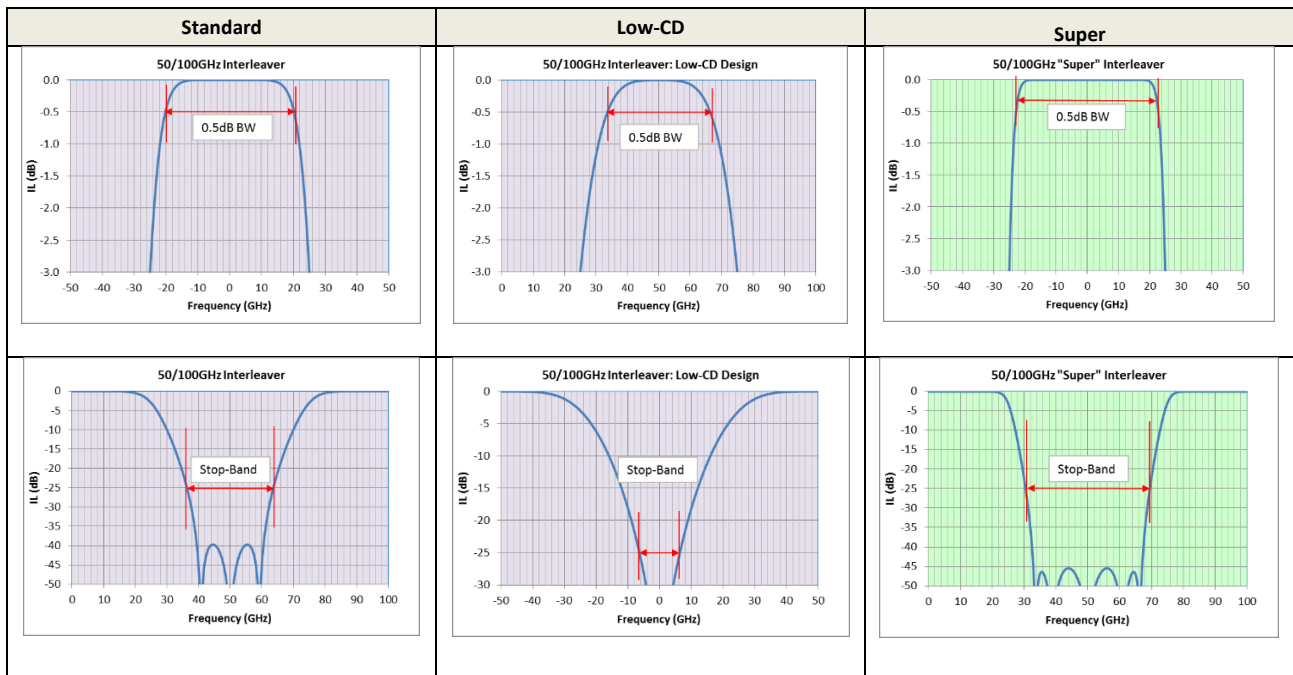 Standard
Low-CD
Super
50/100GHz Interleaver
0.0
-0.5
-1.0
-1.5
-2.0
-2.5
-3.0
IL (dB)
0.5dB BW
-50 -40 -30 -20 -10 0 10 20 30 40 50
Frequency (GHz)
50/100GHz Interleaver: Low-CD Design
0.0
-0.5
-1.0
-1.5
-2.0
-2.5
-3.0
IL (dB)
0.5dB BW
0 10 20 30 40 50 60 70 80 90 100
Frequency (GHz)
50/100GHz "Super" Interleaver
0.0
-0.5
-1.0
-1.5
-2.0
-2.5
-3.0
IL (dB)
0.5dB BW
-50 -40 -30 -20 -10 0 10 20 30 40 50
Frequency (GHz)
50/100GHz Interleaver
0
-5
-10
-15
-20
-25
-30
-35
-40
-45
-50
IL (dB)
Stop-Band
0 10 20 30 40 50 60 70 80 90 100
Frequency (GHz)
50/100GHz Interleaver: Low-CD Design
0
-5
-10
-15
-20
-25
-30
IL (dB)
Stop-Band
-50 -40 -30 -20 -10 0 10 20 30 40 50
Frequency (GHz)
50/100GHz "Super" Interleaver
0
-5
-10
-15
-20
-25
-30
-35
-40
-45
-50
IL (dB)
Stop-Band
0 10 20 30 40 50 60 70 80 90 100
Frequency (GHz)